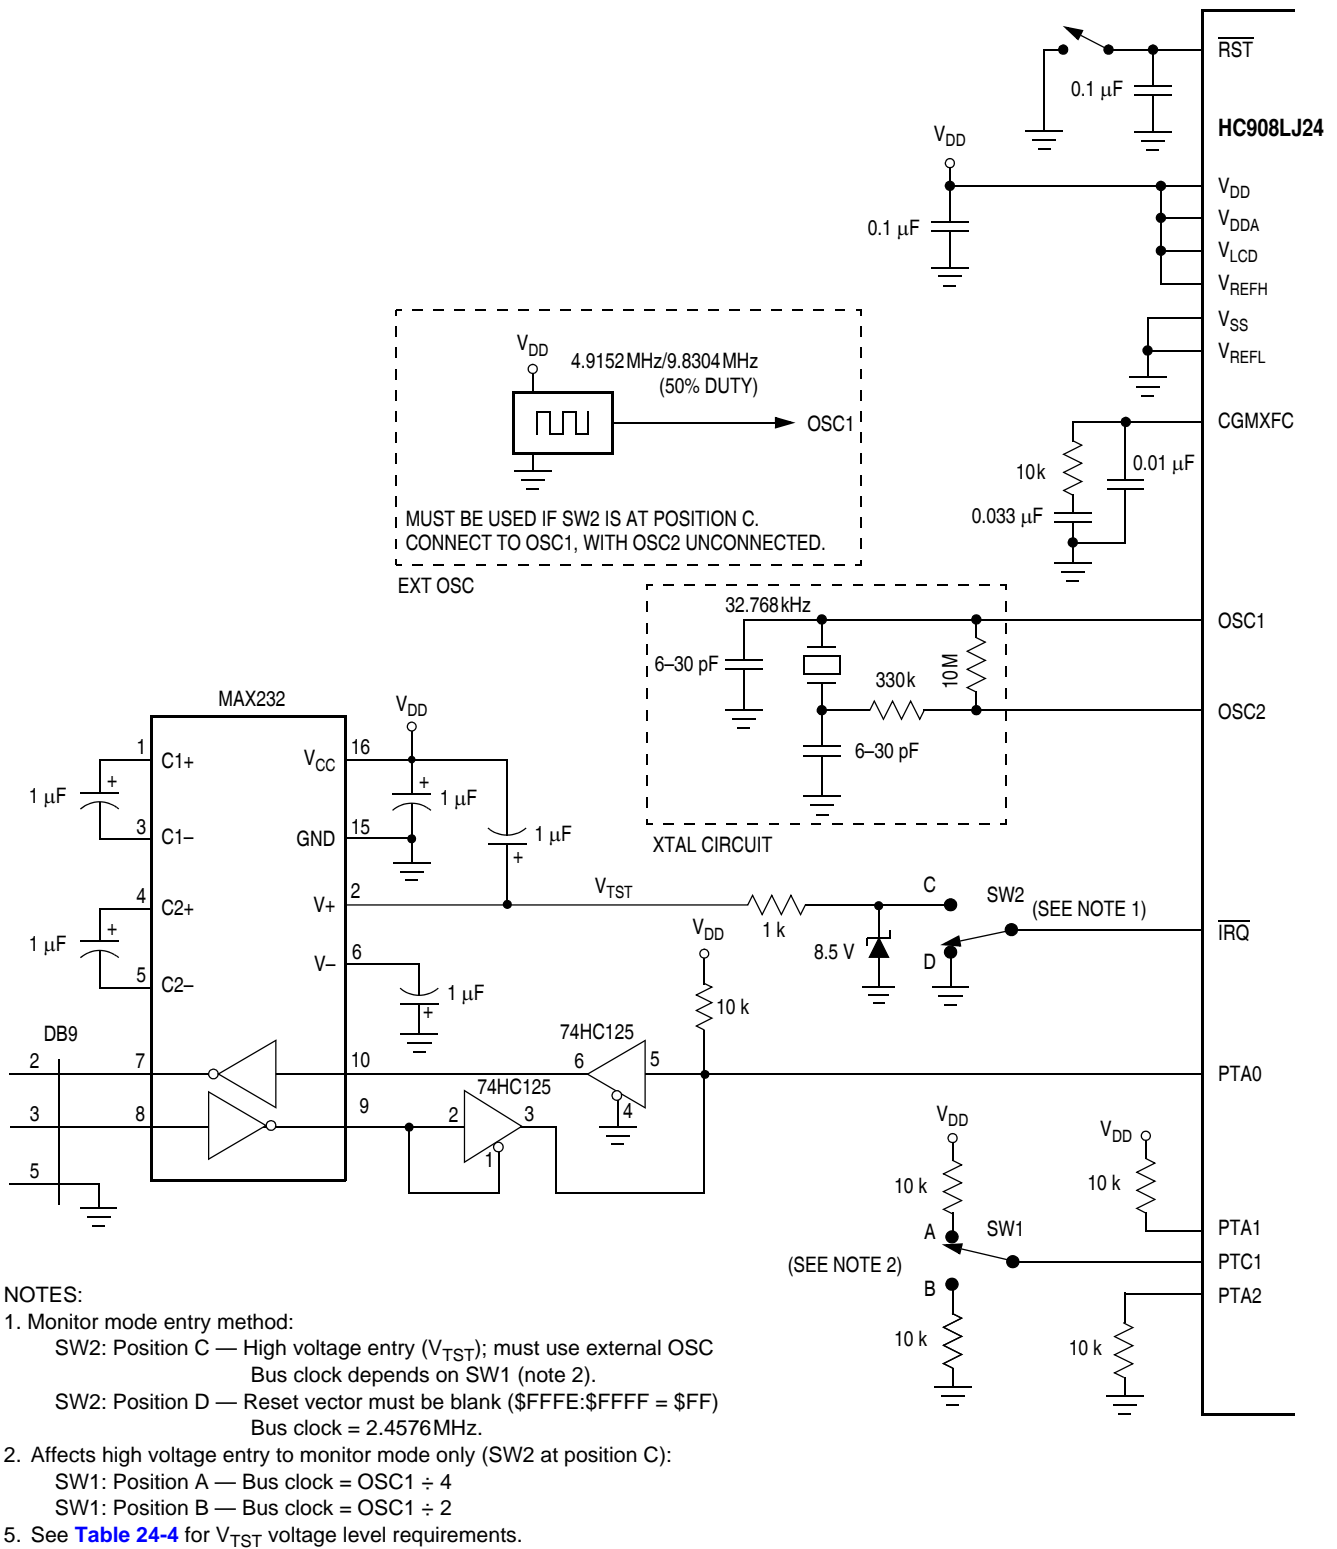 RST
0.1 µF
HC908LJ24
VDD
VDD
0.1 µF
VDDA
VLCD
VREFH
VSS
VREFL
VDD
4.9152MHz/9.8304MHz
(50% DUTY)
OSC1
CGMXFC
10k
0.01 µF
0.033 µF
MUST BE USED IF SW2 IS AT POSITION C.
CONNECT TO OSC1, WITH OSC2 UNCONNECTED.
EXT OSC
32.768kHz
OSC1
6–30 pF
10M
330k
OSC2
6–30 pF
XTAL CIRCUIT
MAX232
VDD
1
C1+
VCC
16
1 µF
+
+
1 µF
3
C1–
GND
15
1 µF
+
4
C2+
V+
2
VTST
1 k
C
SW2
(SEE NOTE 1)
IRQ
1 µF
+
VDD
8.5 V
D
5
C2–
V–
6
1 µF
+
10 k
DB9
74HC125
2
7
10
6
5
4
PTA0
74HC125
3
8
9
2
3
1
5
VDD
VDD
10 k
10 k
A
SW1
PTA1
(SEE NOTE 2)
PTC1
B
PTA2
10 k
10 k
NOTES:
1. Monitor mode entry method:
SW2: Position C — High voltage entry (VTST); must use external OSC
Bus clock depends on SW1 (note 2).
SW2: Position D — Reset vector must be blank ($FFFE:$FFFF = $FF)
Bus clock = 2.4576MHz.
2. Affects high voltage entry to monitor mode only (SW2 at position C):
SW1: Position A — Bus clock = OSC1 ÷ 4
SW1: Position B — Bus clock = OSC1 ÷ 2
5. See Table 24-4 for VTST voltage level requirements.